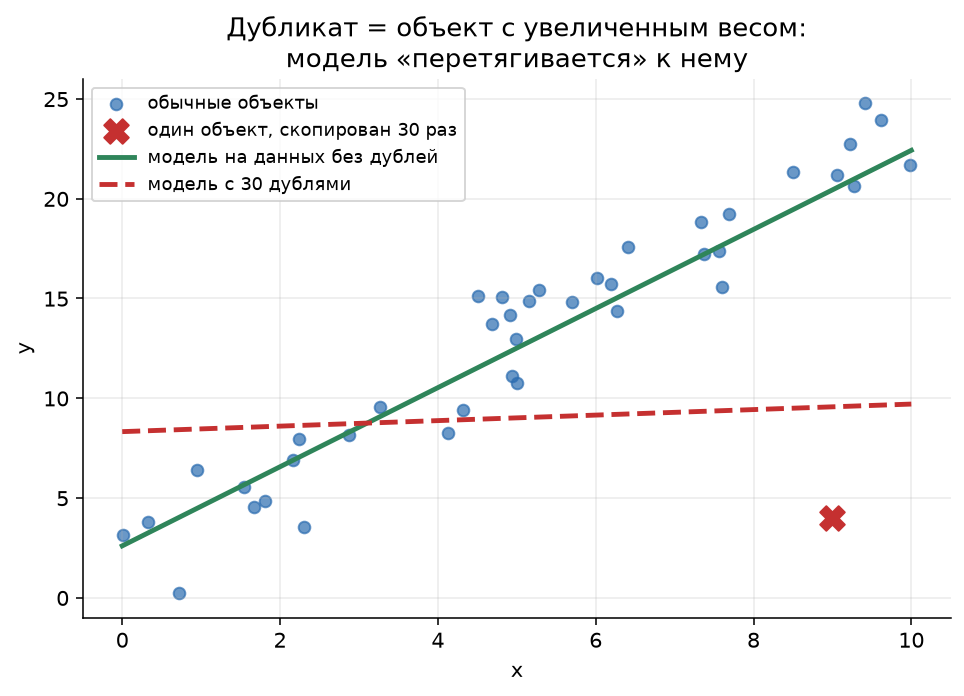 Дубликат = объект с увеличенным весом:
модель «перетягивается» к нему
обычные объекты
один объект, скопирован 30 раз
модель на данных без дублей
модель с 30 дублями
25
20
15
10
5
0
y
0 2 4 6 8 10
x